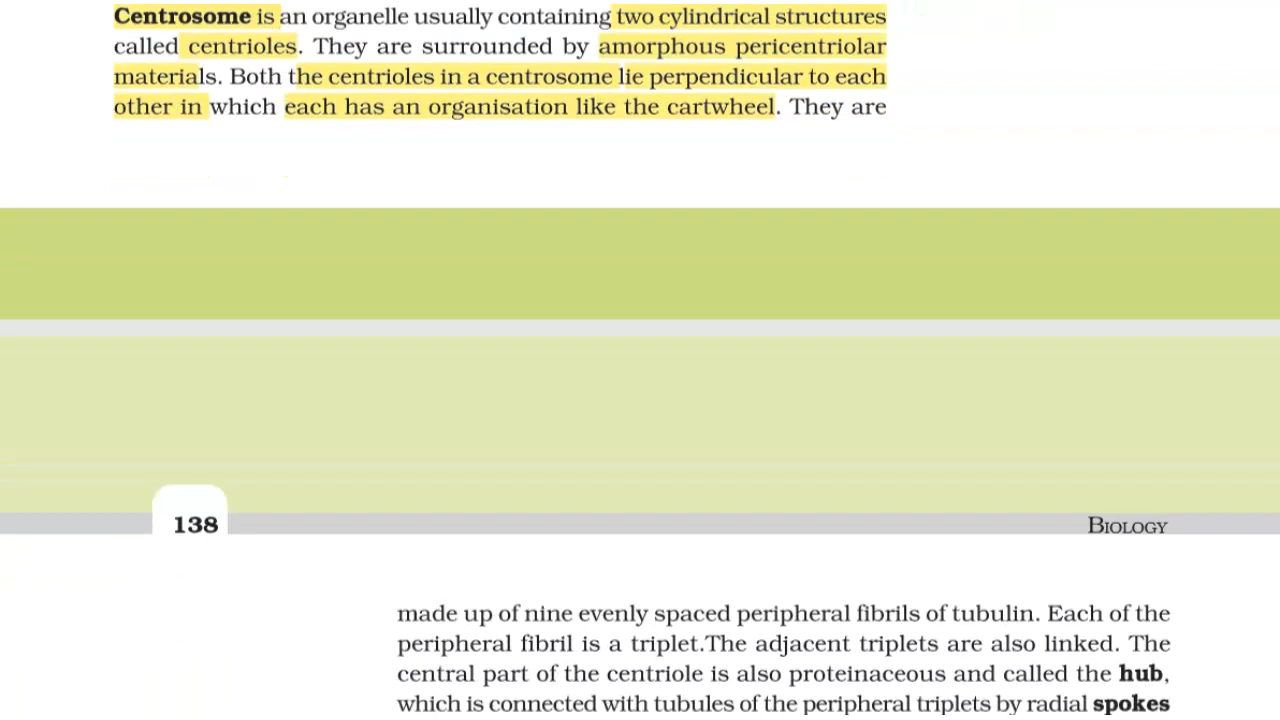 Centrosome is an organelle usually containing two cylindrical structures
called centrioles. They are surrounded by amorphous pericentriolar
materials. Both the centrioles in a centrosome lie perpendicular to each
other in which each has an organisation like the cartwheel. They are
138
BIOLOGY
made up of nine evenly spaced peripheral fibrils of tubulin. Each of the
peripheral fibril is a triplet.The adjacent triplets are also linked. The
central part of the centriole is also proteinaceous and called the hub,
which is connected with tubules of the peripheral triplets by radial spokes